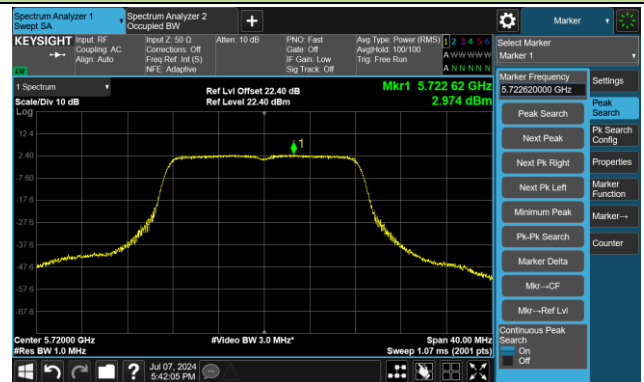 Spectrum Analyzer 1
Swept SA
Spectrum Analyzer 2
Occupied BW
+
Marker
KEYSIGHT
Input: RF
Coupling: AC
Align: Auto
Input Z: 50 Ω
Corrections: Off
Freq Ref: Int (S)
NFE: Adaptive
Atten: 10 dB
PNO: Fast
Gate: Off
IF Gain: Low
Sig Track: Off
Avg Type: Power (RMS)
Avg|Hold: 100/100
Trig: Free Run
1 2 3 4 5 6
A W W W W W
A N N N N N
Select Marker
Marker 1
1 Spectrum
Scale/Div 10 dB
Log
Ref Lvl Offset 22.40 dB
Ref Level 22.40 dBm
Mkr1 5.722 62 GHz
2.974 dBm
12.4
2.40
-7.60
-17.6
-27.6
-37.6
-47.6
-57.6
-67.6
1
Center 5.72000 GHz
#Res BW 1.0 MHz
#Video BW 3.0 MHz*
Span 40.00 MHz
Sweep 1.07 ms (2001 pts)
Marker Frequency
5.722620000 GHz
Peak Search
Next Peak
Next Pk Right
Next Pk Left
Minimum Peak
Pk-Pk Search
Marker Delta
Mkr→CF
Mkr→Ref Lvl
Continuous Peak
Search
On
Off
Settings
Peak
Search
Pk Search
Config
Properties
Marker
Function
Marker→
Counter
?
Jul 07, 2024
5:42:05 PM